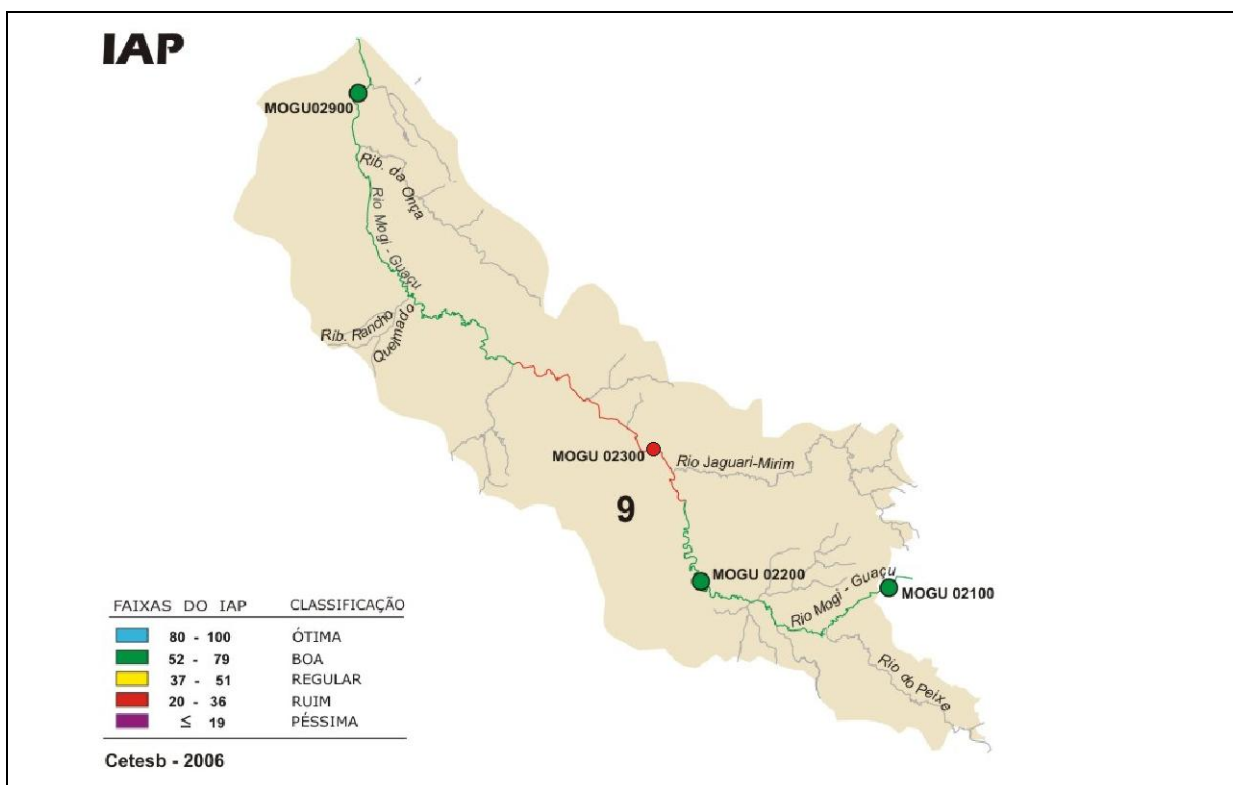 IAP
MOGU02900
Rib. da Onça
Rio Mogi - Guaçu
Rib. Rancho
Queimado
MOGU 02300
Rio Jaguari-Mirim
9
MOGU 02200
Rio Mogi - Guaçu
MOGU 02100
Rio do Peixe
FAIXAS DO IAP CLASSIFICAÇÃO
80 - 100 ÓTIMA
52 - 79 BOA
37 - 51 REGULAR
20 - 36 RUIM
≤ 19 PÉSSIMA
Cetesb - 2006